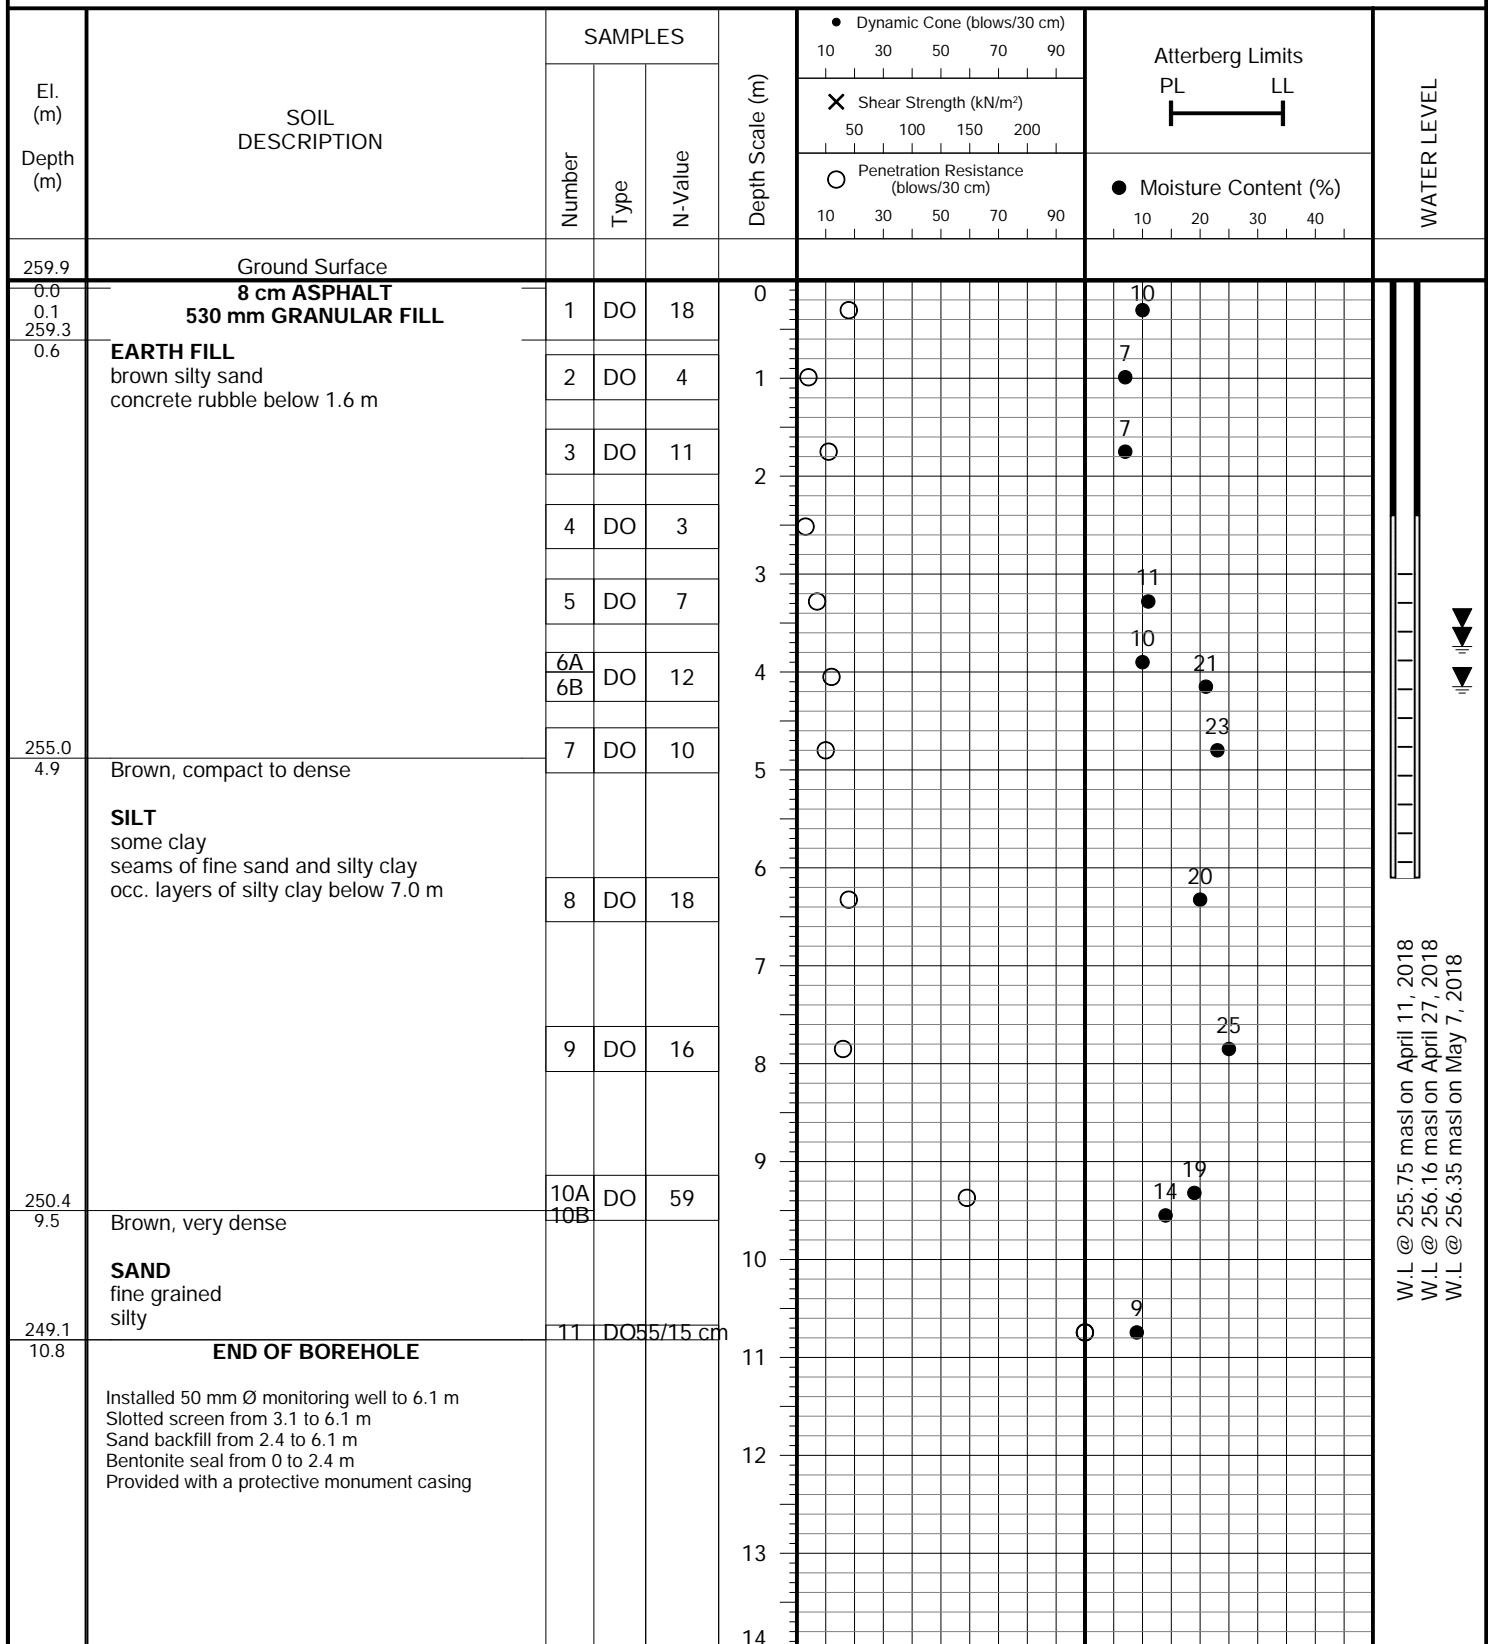 El.
(m)
Depth
(m)
SOIL
DESCRIPTION
SAMPLES
Number
Type
N-Value
Depth Scale (m)
Dynamic Cone (blows/30 cm)
10 30 50 70 90
Shear Strength (kN/m²)
50 100 150 200
Penetration Resistance
(blows/30 cm)
10 30 50 70 90
Atterberg Limits
PL LL
Moisture Content (%)
10 20 30 40
WATER LEVEL
259.9 Ground Surface
0.0 8 cm ASPHALT 0
0.1 530 mm GRANULAR FILL 1 DO 18 10
259.3
0.6 EARTH FILL
brown silty sand 2 DO 4 1 7
concrete rubble below 1.6 m
3 DO 11 7
2
4 DO 3
3
5 DO 7 11
6A 10
6B DO 12 4 21
255.0 7 DO 10 23
4.9 Brown, compact to dense 5
SILT
some clay
seams of fine sand and silty clay 6
occ. layers of silty clay below 7.0 m 8 DO 18 20
7
9 DO 16 25
8
9
250.4 10A DO 59 19
10B 14
9.5 Brown, very dense
10
SAND
fine grained
silty
249.1 11 DO 55/15 cm 9
10.8 END OF BOREHOLE 11
Installed 50 mm Ø monitoring well to 6.1 m
Slotted screen from 3.1 to 6.1 m
Sand backfill from 2.4 to 6.1 m
Bentonite seal from 0 to 2.4 m
Provided with a protective monument casing
12
13
14
W.L @ 255.75 masl on April 11, 2018
W.L @ 256.16 masl on April 27, 2018
W.L @ 256.35 masl on May 7, 2018